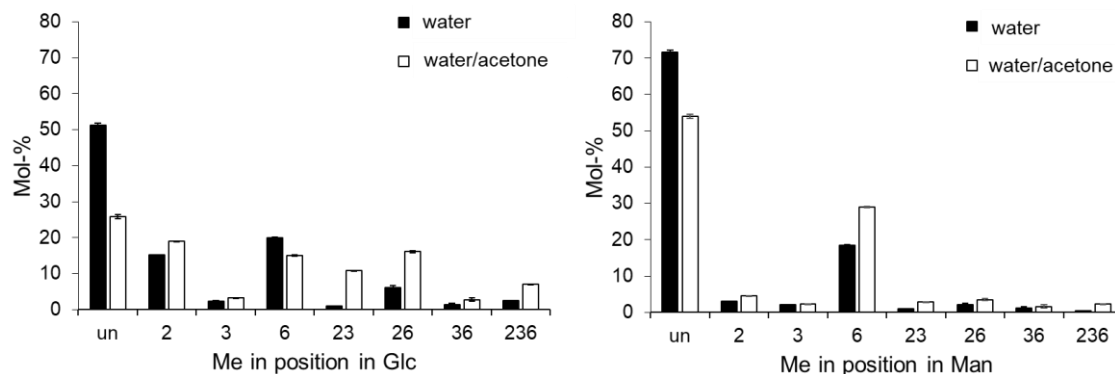 80
70
60
50
40
30
20
10
0
Mol-%
water
water/acetone
un 2 3 6 23 26 36 236
Me in position in Glc
80
70
60
50
40
30
20
10
0
Mol-%
water
water/acetone
un 2 3 6 23 26 36 236
Me in position in Man